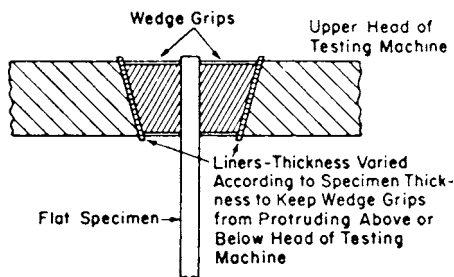 Wedge Grips
Upper Head of
Testing Machine
Liners-Thickness Varied
According to Specimen Thick-
ness to Keep Wedge Grips
from Protruding Above or
Below Head of Testing
Machine
Flat Specimen